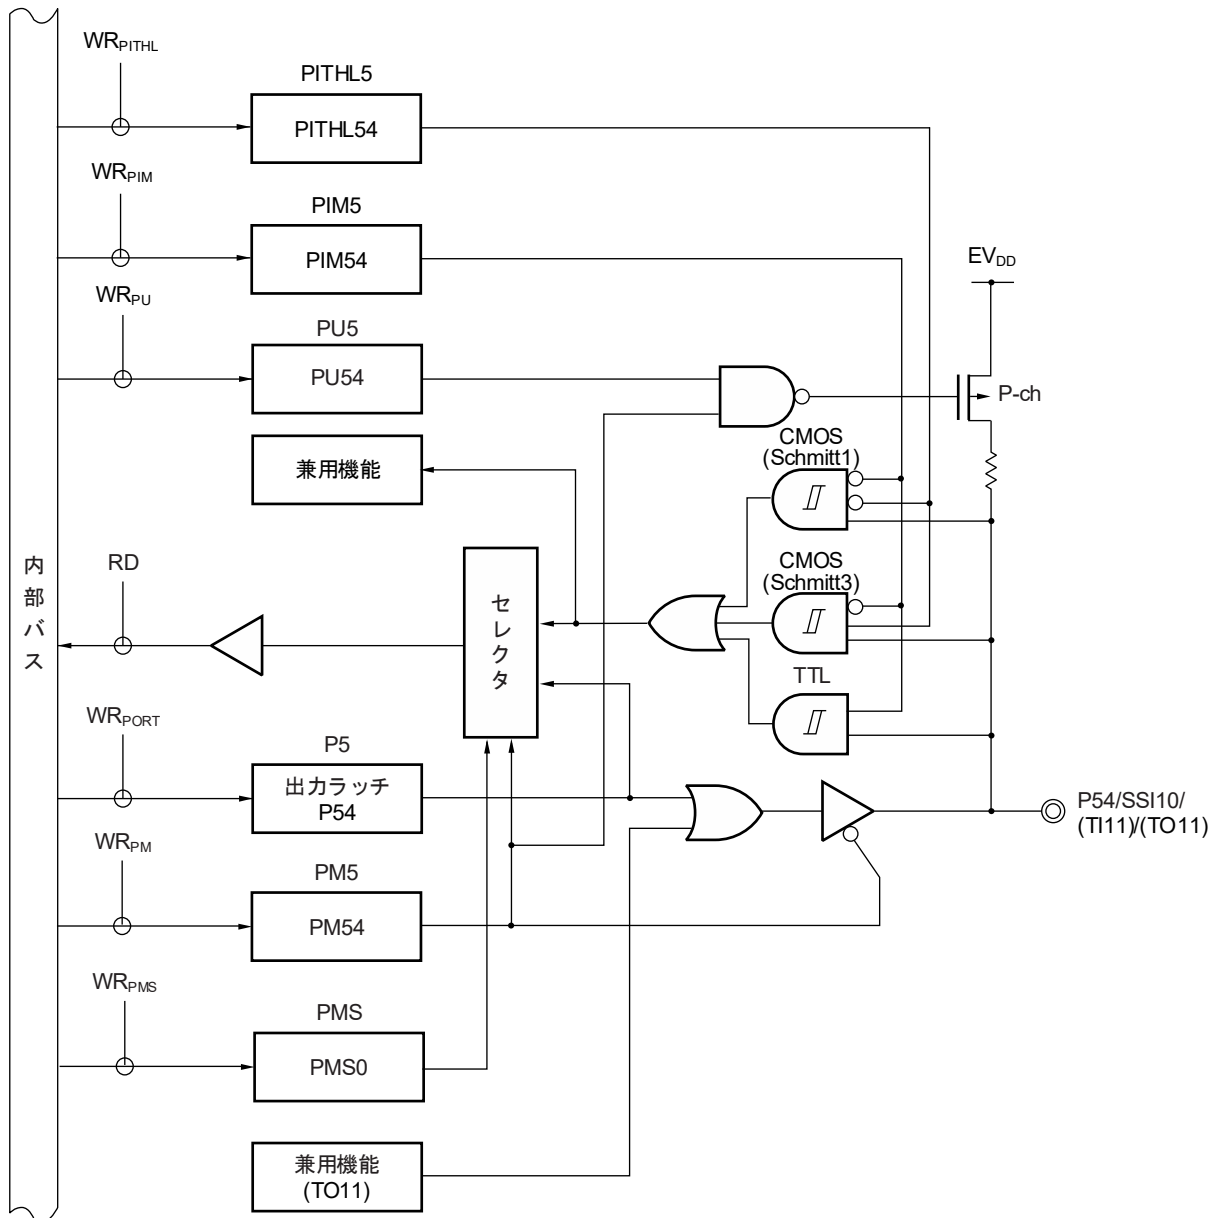 WRPITHL
PITHL5
PITHL54
WRPIM
PIM5
PIM54
EVDD
WRPU
PU5
PU54
P-ch
兼用機能
CMOS
(Schmitt1)
内部バス
RD
セレクタ
CMOS
(Schmitt3)
TTL
WRPORT
P5
出力ラッチ
P54
P54/SSI10/
(TI11)/(TO11)
WRPM
PM5
PM54
WRPMS
PMS
PMS0
兼用機能
(TO11)